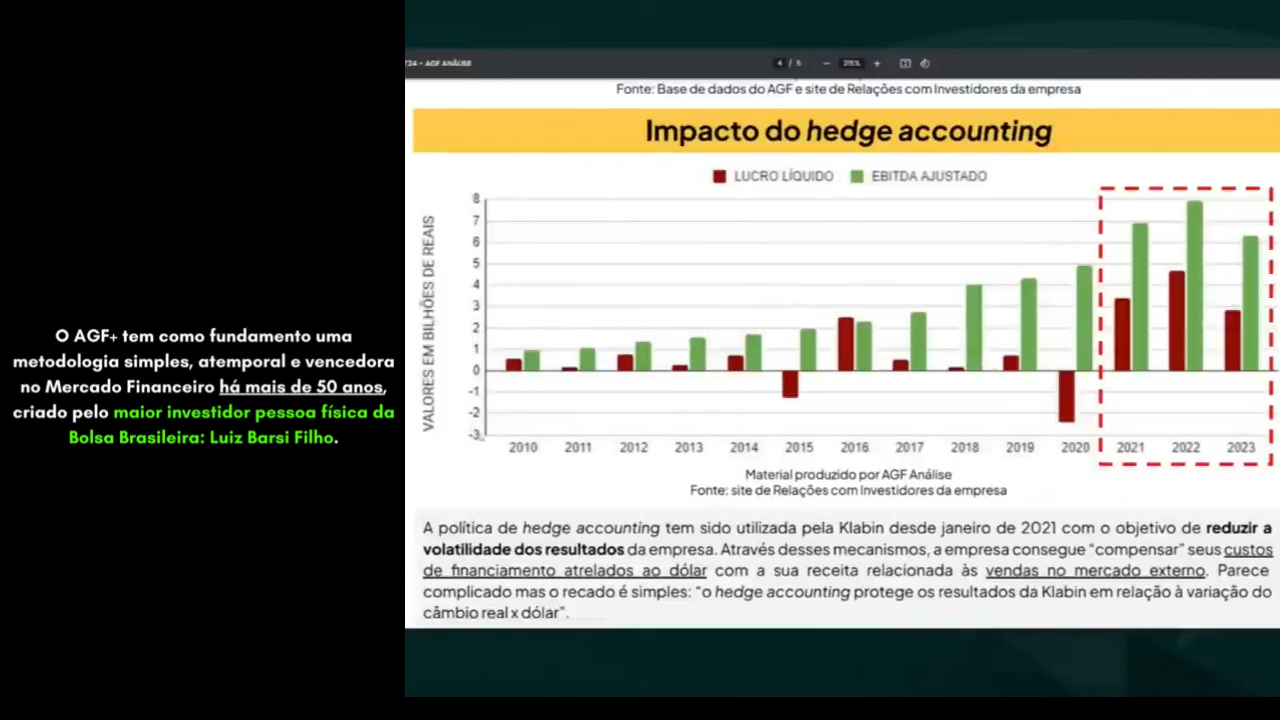 O AGF+ tem como fundamento uma
metodologia simples, atemporal e vencedora
no Mercado Financeiro há mais de 50 anos,
criado pelo maior investidor pessoa física da
Bolsa Brasileira: Luiz Barsi Filho.
T24 - AGF ANÁLISE
4 / 5
Fonte: Base de dados do AGF e site de Relações com Investidores da empresa
Impacto do hedge accounting
LUCRO LÍQUIDO
EBITDA AJUSTADO
VALORES EM BILHÕES DE REAIS
8
7
6
5
4
3
2
1
0
-1
-2
-3
2010 2011 2012 2013 2014 2015 2016 2017 2018 2019 2020 2021 2022 2023
Material produzido por AGF Análise
Fonte: site de Relações com Investidores da empresa
A política de hedge accounting tem sido utilizada pela Klabin desde janeiro de 2021 com o objetivo de reduzir a
volatilidade dos resultados da empresa. Através desses mecanismos, a empresa consegue “compensar” seus custos
de financiamento atrelados ao dólar com a sua receita relacionada às vendas no mercado externo. Parece
complicado mas o recado é simples: “o hedge accounting protege os resultados da Klabin em relação à variação do
câmbio real x dólar”.